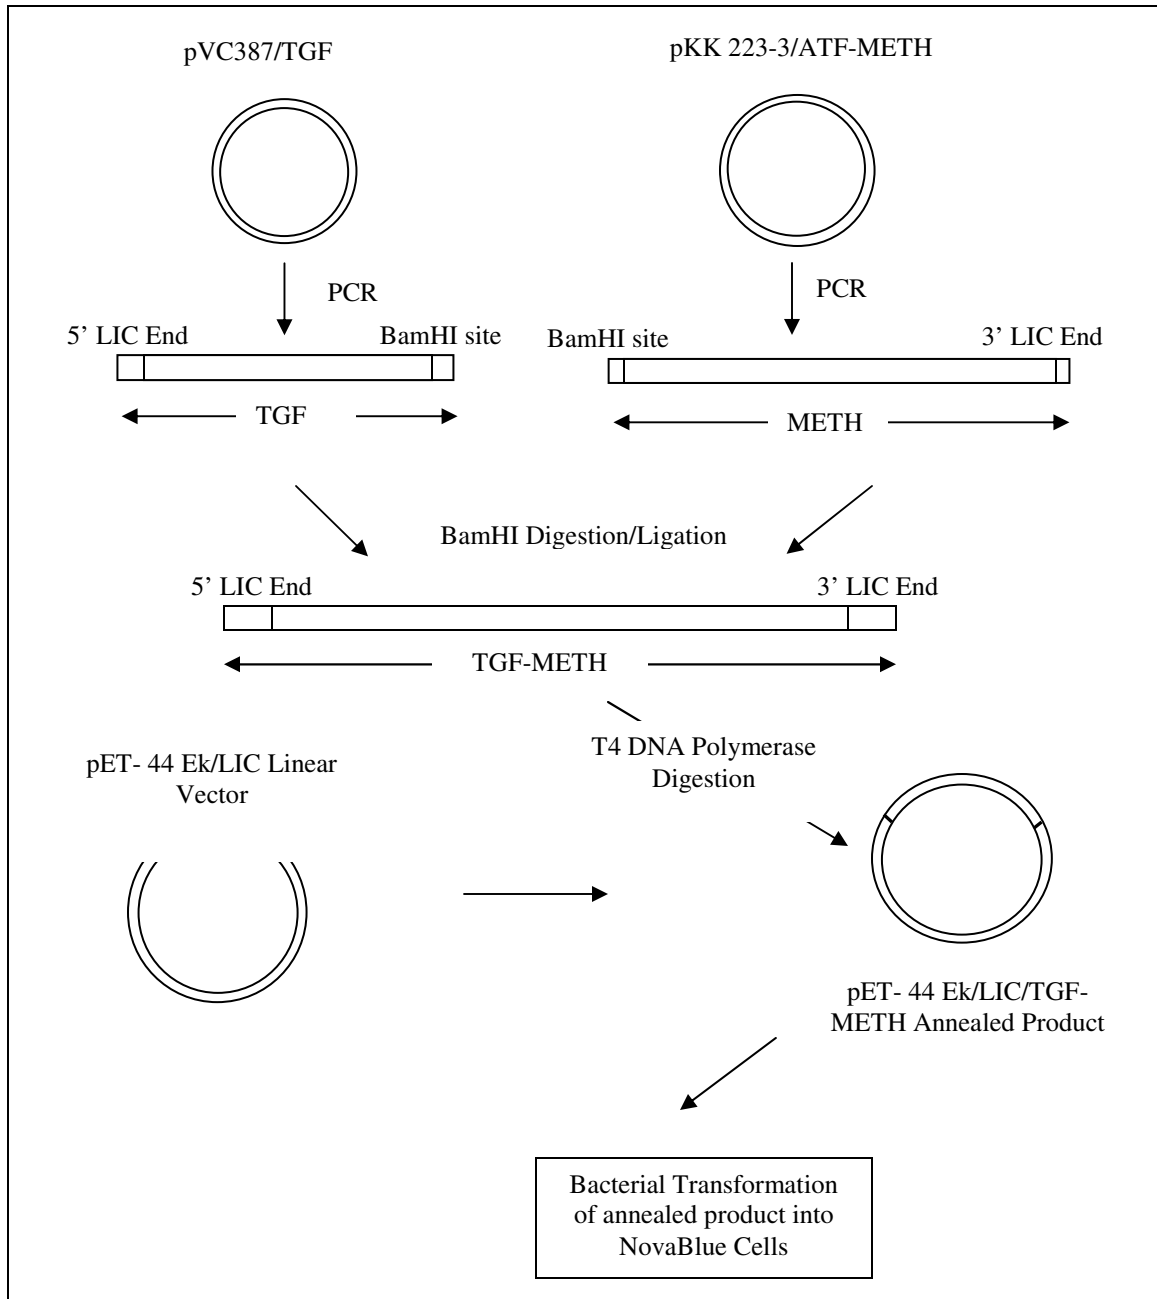 pVC387/TGF
pKK 223-3/ATF-METH
PCR
PCR
5’ LIC End
BamHI site
BamHI site
3’ LIC End
TGF
METH
BamHI Digestion/Ligation
5’ LIC End
3’ LIC End
TGF-METH
T4 DNA Polymerase
Digestion
pET- 44 Ek/LIC Linear
Vector
pET- 44 Ek/LIC/TGF-
METH Annealed Product
Bacterial Transformation
of annealed product into
NovaBlue Cells